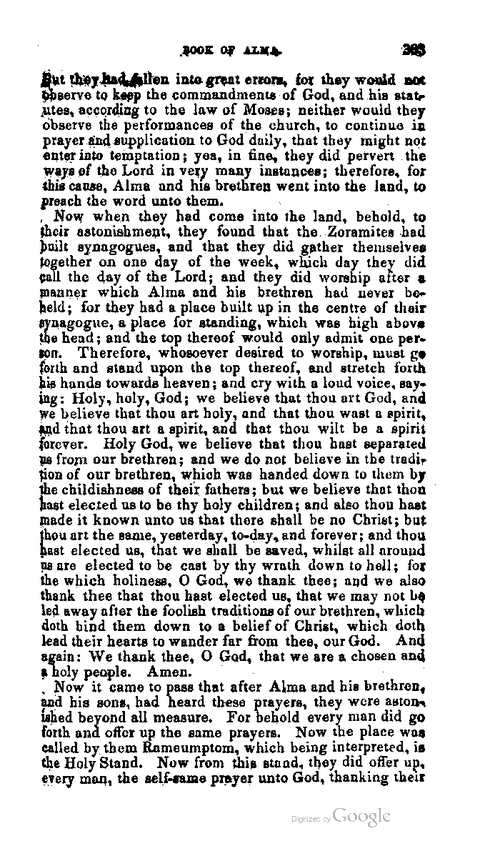 BOOK OF ALMA. 303
But they had fallen into great errors, for they would not
observe to keep the commandments of God, and his stat-
utes, according to the law of Moses; neither would they
observe the performances of the church, to continue in
prayer and supplication to God daily, that they might not
enter into temptation; yea, in fine, they did pervert the
ways of the Lord in very many instances; therefore, for
this cause, Alma and his brethren went into the land, to
preach the word unto them.
Now when they had come into the land, behold, to
their astonishment, they found that the Zoramites had
built synagogues, and that they did gather themselves
together on one day of the week, which day they did
call the day of the Lord; and they did worship after a
manner which Alma and his brethren had never be-
held; for they had a place built up in the centre of their
synagogue, a place for standing, which was high above
the head; and the top thereof would only admit one per-
son. Therefore, whosoever desired to worship, must go
forth and stand upon the top thereof, and stretch forth
his hands towards heaven; and cry with a loud voice, say-
ing: Holy, holy, God; we believe that thou art God, and
we believe that thou art holy, and that thou wast a spirit,
and that thou art a spirit, and that thou wilt be a spirit
forever. Holy God, we believe that thou hast separated
us from our brethren; and we do not believe in the tradi-
tion of our brethren, which was handed down to them by
the childishness of their fathers; but we believe that thou
hast elected us to be thy holy children; and also thou hast
made it known unto us that there shall be no Christ; but
thou art the same, yesterday, to-day, and forever; and thou
hast elected us, that we shall be saved, whilst all around
us are elected to be cast by thy wrath down to hell; for
the which holiness, O God, we thank thee; and we also
thank thee that thou hast elected us, that we may not be
led away after the foolish traditions of our brethren, which
doth bind them down to a belief of Christ, which doth
lead their hearts to wander far from thee, our God. And
again: We thank thee, O God, that we are a chosen and
a holy people. Amen.
Now it came to pass that after Alma and his brethren,
and his sons, had heard these prayers, they were aston-
ished beyond all measure. For behold every man did go
forth and offer up the same prayers. Now the place was
called by them Rameumptom, which being interpreted, is
the Holy Stand. Now from this stand, they did offer up,
every man, the self-same prayer unto God, thanking their
Digitized by Google